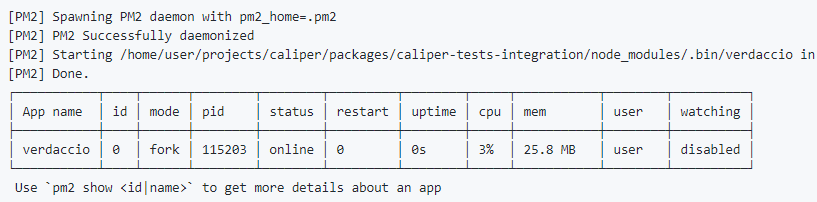 [PM2] Spawning PM2 daemon with pm2_home=.pm2
[PM2] PM2 Successfully daemonized
[PM2] Starting /home/user/projects/caliper/packages/caliper-tests-integration/node_modules/.bin/verdaccio in
[PM2] Done.
App name id mode pid status restart uptime cpu mem user watching
verdaccio 0 fork 115203 online 0 0s 3% 25.8 MB user disabled
Use `pm2 show <id|name>` to get more details about an app